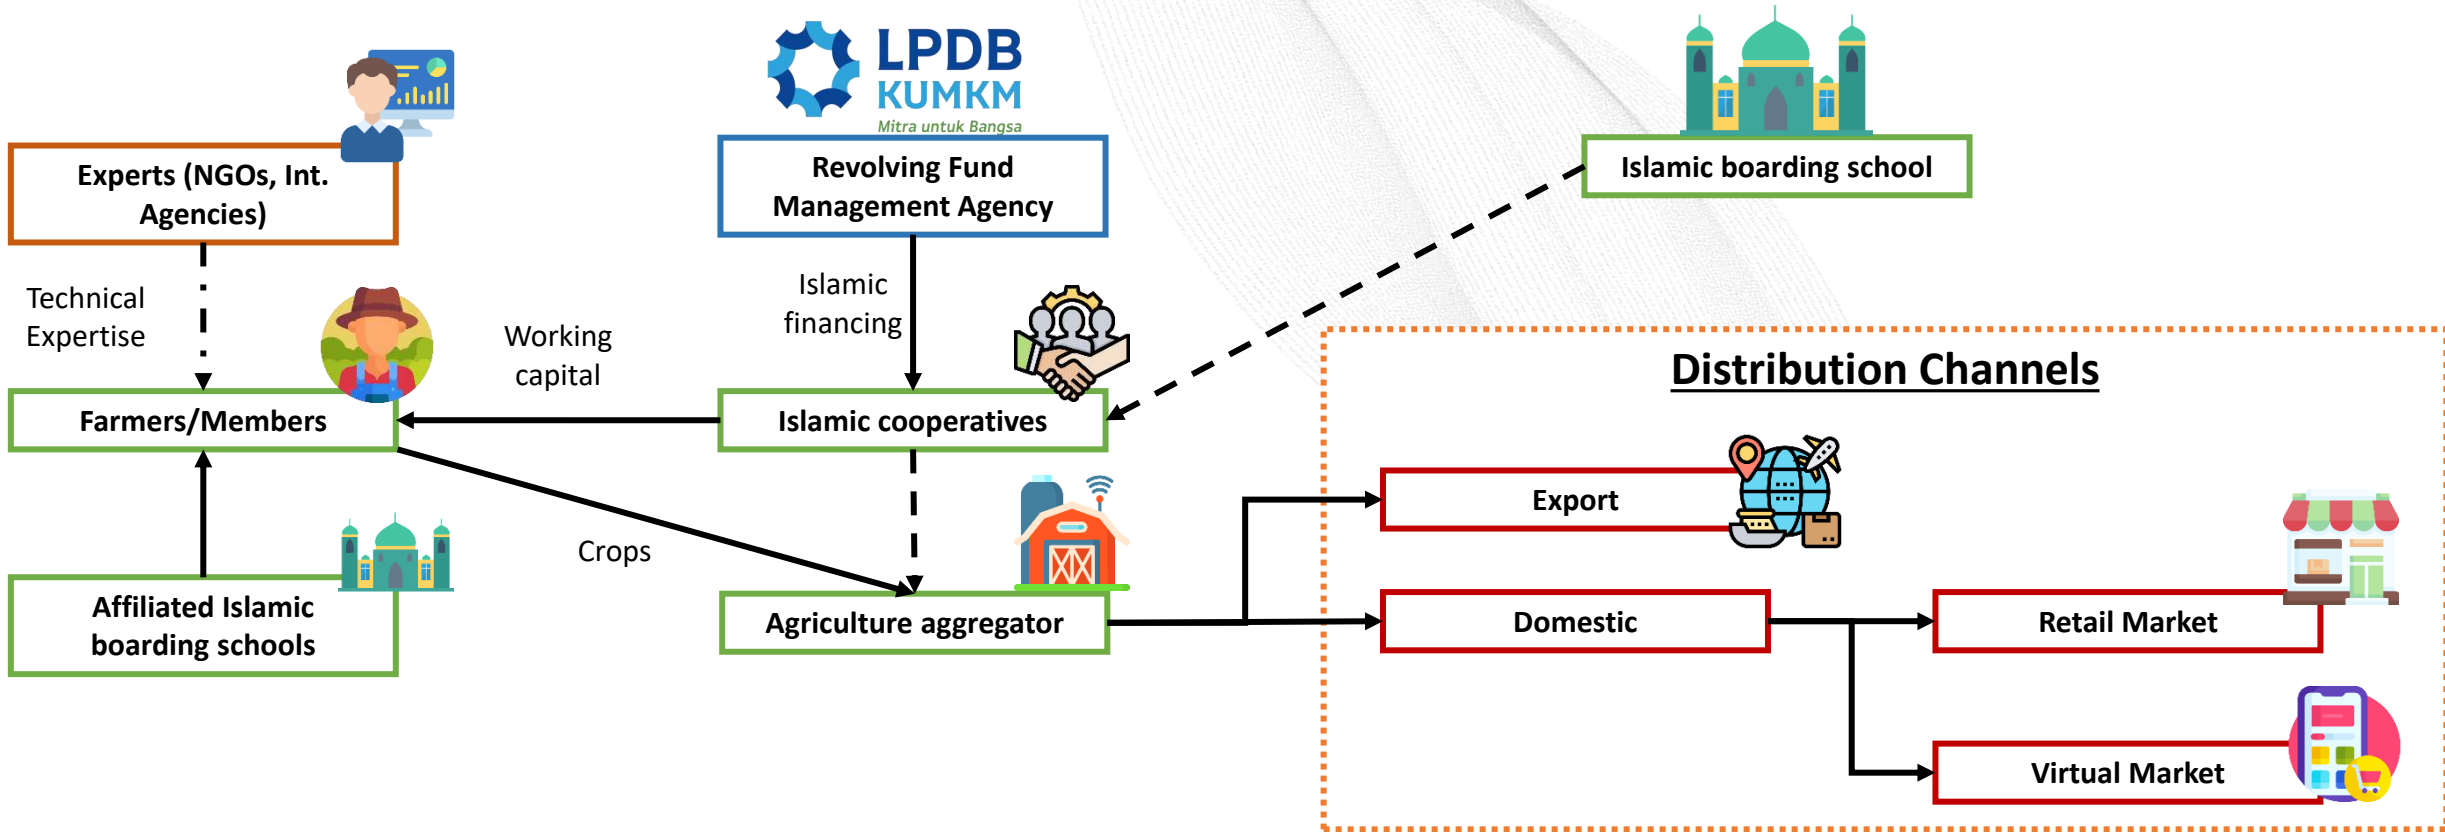 LPDB
KUMKM
Mitra untuk Bangsa
Experts (NGOs, Int.
Agencies)
Revolving Fund
Management Agency
Islamic boarding school
Technical
Expertise
Islamic
financing
Working
capital
Distribution Channels
Farmers/Members
Islamic cooperatives
Export
Crops
Affiliated Islamic
boarding schools
Agriculture aggregator
Domestic
Retail Market
Virtual Market